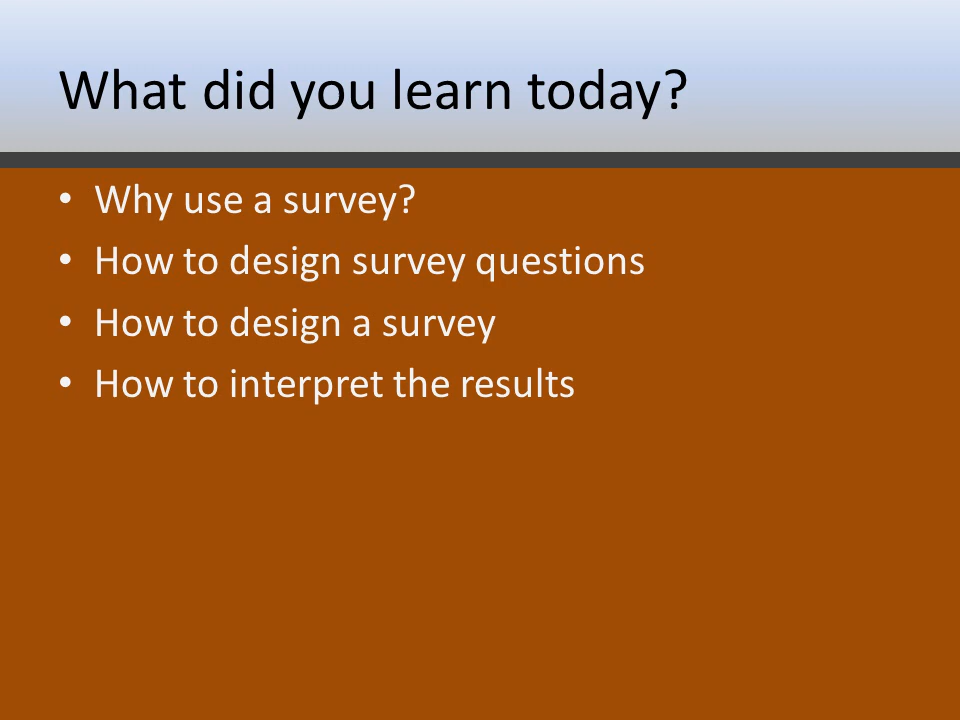 What did you learn today?
• Why use a survey?
• How to design survey questions
• How to design a survey
• How to interpret the results